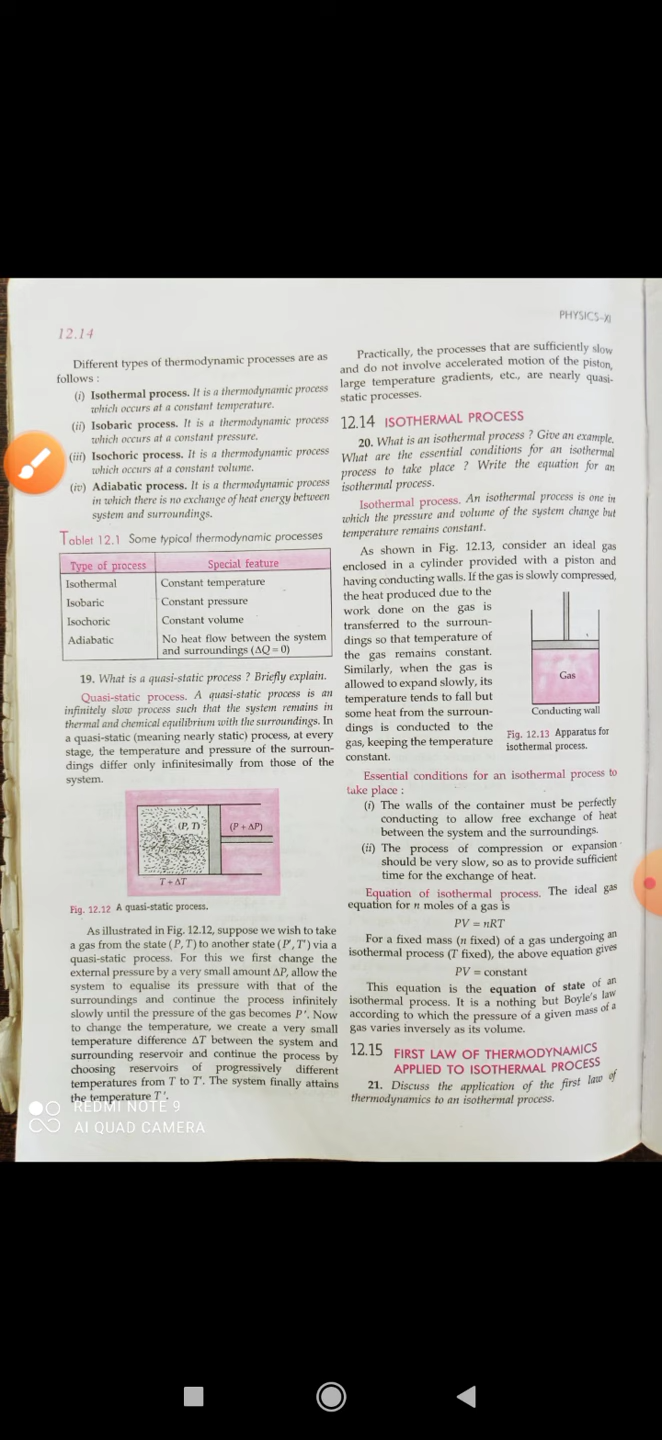 12.14
PHYSICS-XI
Different types of thermodynamic processes are as
follows :
(i) Isothermal process. It is a thermodynamic process
which occurs at a constant temperature.
(ii) Isobaric process. It is a thermodynamic process
which occurs at a constant pressure.
(iii) Isochoric process. It is a thermodynamic process
which occurs at a constant volume.
(iv) Adiabatic process. It is a thermodynamic process
in which there is no exchange of heat energy between
system and surroundings.
Tablet 12.1 Some typical thermodynamic processes
Type of process Special feature
Isothermal Constant temperature
Isobaric Constant pressure
Isochoric Constant volume
Adiabatic No heat flow between the system
and surroundings (ΔQ = 0)
19. What is a quasi-static process ? Briefly explain.
Quasi-static process. A quasi-static process is an
infinitely slow process such that the system remains in
thermal and chemical equilibrium with the surroundings. In
a quasi-static (meaning nearly static) process, at every
stage, the temperature and pressure of the surroun-
dings differ only infinitesimally from those of the
system.
(P, T)
(P + ΔP)
T + ΔT
Fig. 12.12 A quasi-static process.
As illustrated in Fig. 12.12, suppose we wish to take
a gas from the state (P, T) to another state (P', T') via a
quasi-static process. For this we first change the
external pressure by a very small amount ΔP, allow the
system to equalise its pressure with that of the
surroundings and continue the process infinitely
slowly until the pressure of the gas becomes P'. Now
to change the temperature, we create a very small
temperature difference ΔT between the system and
surrounding reservoir and continue the process by
choosing reservoirs of progressively different
temperatures from T to T'. The system finally attains
the temperature T'.
Practically, the processes that are sufficiently slow
and do not involve accelerated motion of the piston,
large temperature gradients, etc., are nearly quasi-
static processes.
12.14 ISOTHERMAL PROCESS
20. What is an isothermal process ? Give an example.
What are the essential conditions for an isothermal
process to take place ? Write the equation for an
isothermal process.
Isothermal process. An isothermal process is one in
which the pressure and volume of the system change but
temperature remains constant.
As shown in Fig. 12.13, consider an ideal gas
enclosed in a cylinder provided with a piston and
having conducting walls. If the gas is slowly compressed,
the heat produced due to the
work done on the gas is
transferred to the surroun-
dings so that temperature of
the gas remains constant.
Similarly, when the gas is
allowed to expand slowly, its
temperature tends to fall but
some heat from the surroun-
dings is conducted to the
gas, keeping the temperature
constant.
Gas
Conducting wall
Fig. 12.13 Apparatus for
isothermal process.
Essential conditions for an isothermal process to
take place :
(i) The walls of the container must be perfectly
conducting to allow free exchange of heat
between the system and the surroundings.
(ii) The process of compression or expansion
should be very slow, so as to provide sufficient
time for the exchange of heat.
Equation of isothermal process. The ideal gas
equation for n moles of a gas is
PV = nRT
For a fixed mass (n fixed) of a gas undergoing an
isothermal process (T fixed), the above equation gives
PV = constant
This equation is the equation of state of an
isothermal process. It is a nothing but Boyle's law
according to which the pressure of a given mass of a
gas varies inversely as its volume.
12.15 FIRST LAW OF THERMODYNAMICS
APPLIED TO ISOTHERMAL PROCESS
21. Discuss the application of the first law of
thermodynamics to an isothermal process.
REDMI NOTE 9
AI QUAD CAMERA